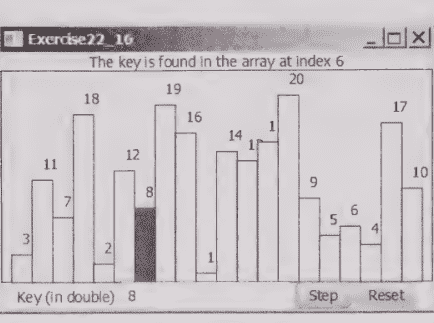 Exercise22_16
The key is found in the array at index 6
3 11 7 18 2 12 8 19 16 1 14 20 9 5 6 4 17 10
Key (in double) 8
Step Reset